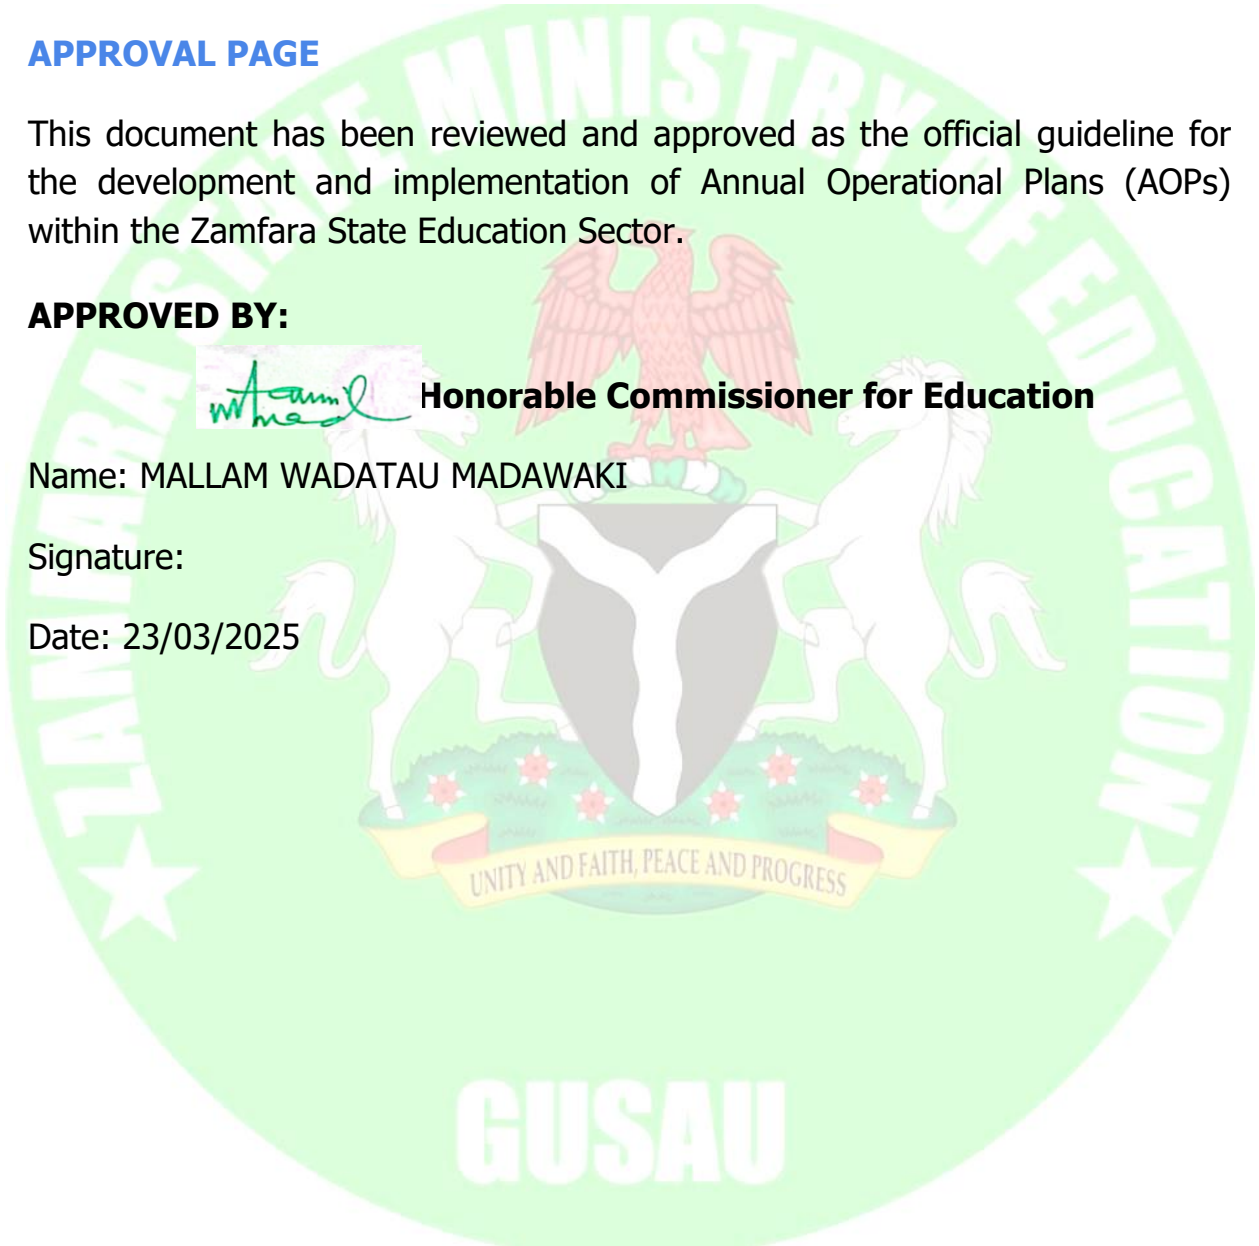 APPROVAL PAGE
This document has been reviewed and approved as the official guideline for
the development and implementation of Annual Operational Plans (AOPs)
within the Zamfara State Education Sector.
APPROVED BY:
Honorable Commissioner for Education
Name: MALLAM WADATAU MADAWAKI
Signature:
Date: 23/03/2025
ZAMFARA STATE MINISTRY OF EDUCATION
UNITY AND FAITH, PEACE AND PROGRESS
GUSAU